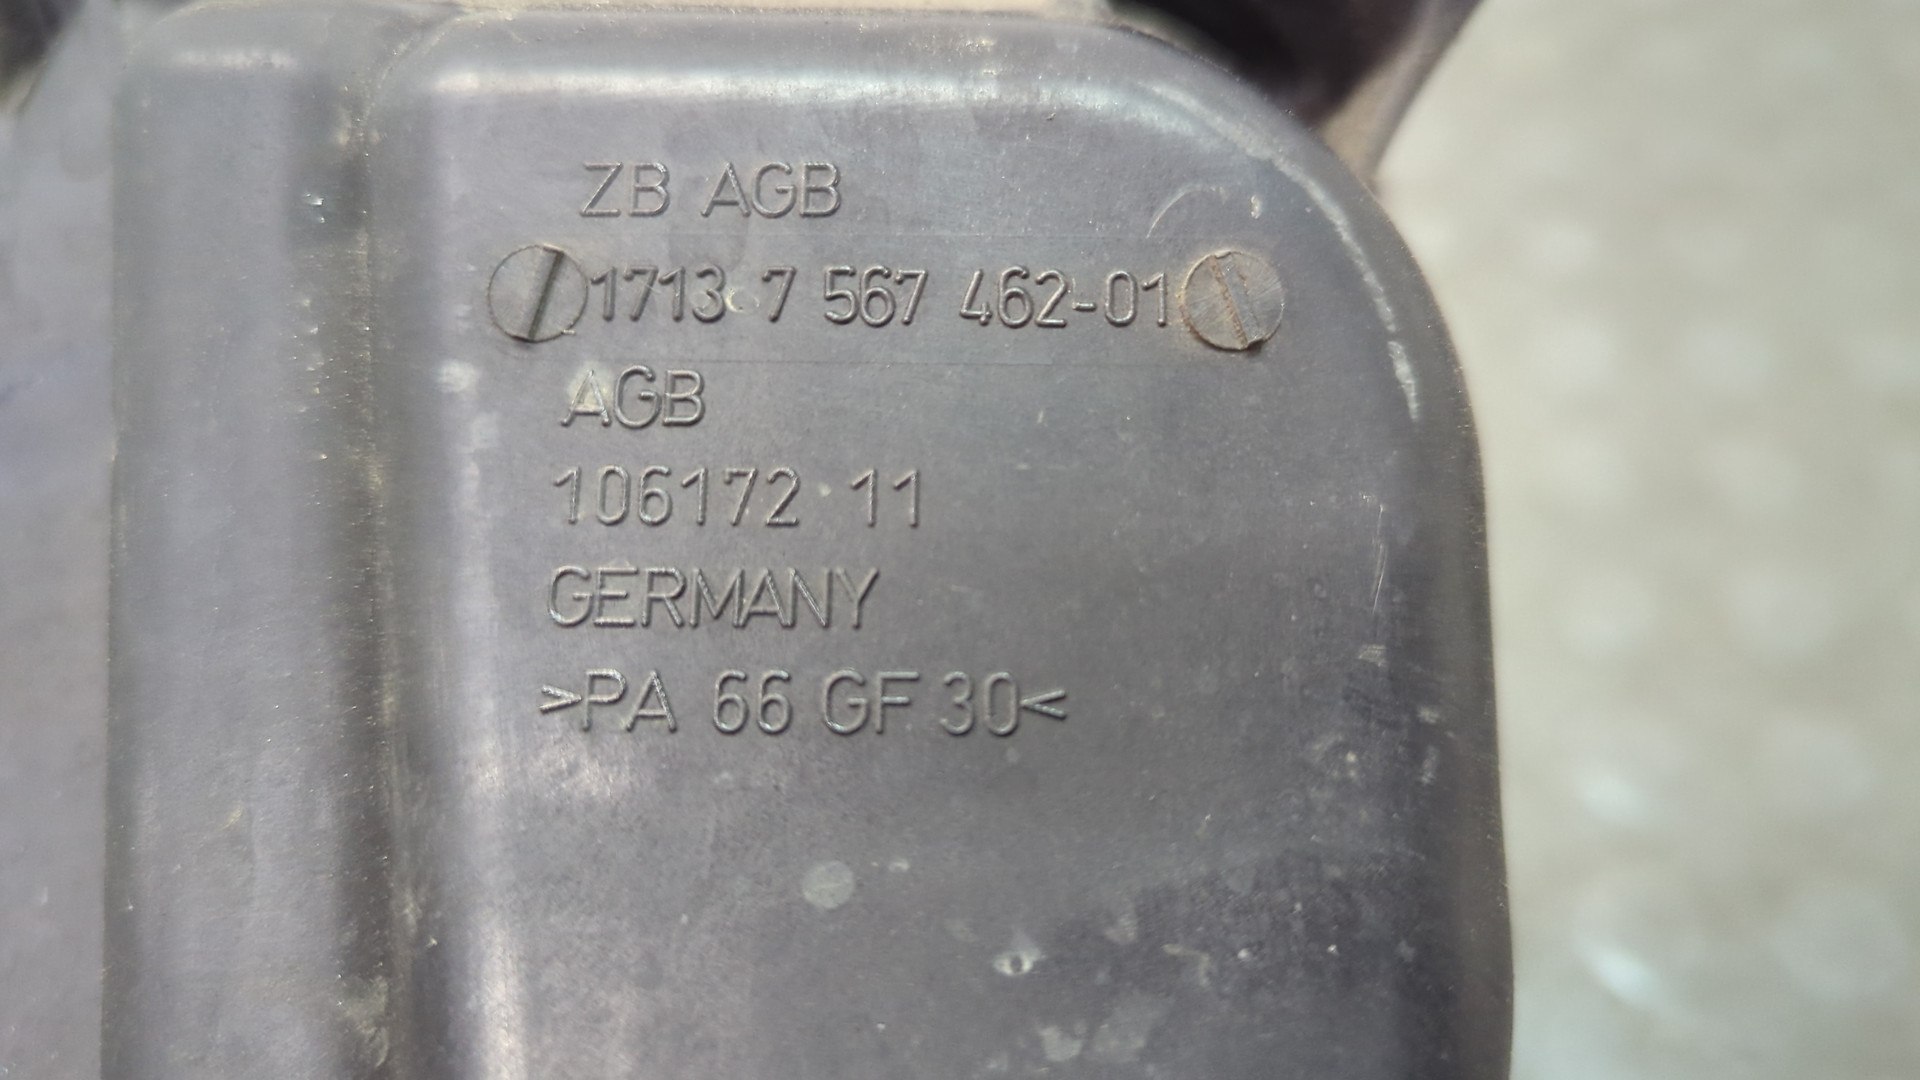 ZB AGB
1713 7 567 462-01
AGB
106172 11
GERMANY
>PA 66 GF 30<